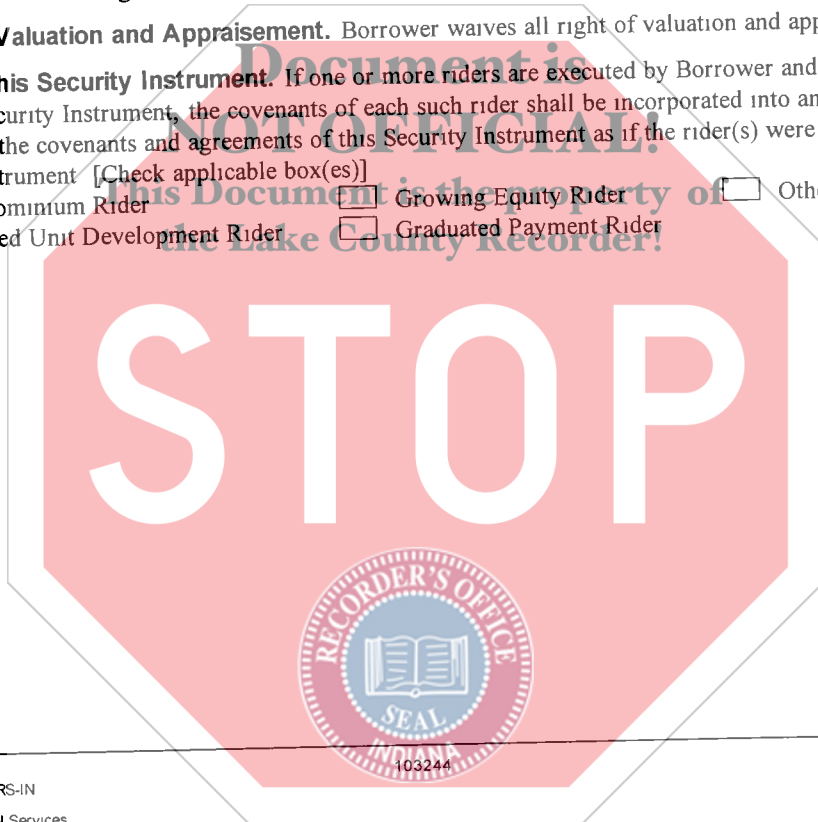 Valuation and Appraisement. Borrower waives all right of valuation and app
Document is
his Security Instrument. If one or more riders are executed by Borrower and
curity Instrument, the covenants of each such rider shall be incorporated into an
NOT OFFICIAL!
the covenants and agreements of this Security Instrument as if the rider(s) were
trument [Check applicable box(es)]
This Document is the property of
ominium Rider Growing Equity Rider Oth
ed Unit Development Rider Graduated Payment Rider
the Lake County Recorder!
STOP
RECORDER'S OFFICE
SEAL
INDIANA
103244
RS-IN
l Services